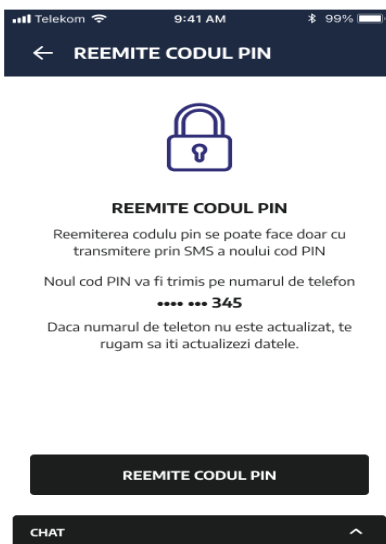 Telekom 9:41 AM 99%
REEMITE CODUL PIN
REEMITE CODUL PIN
Reemiterea codulu pin se poate face doar cu
transmitere prin SMS a noului cod PIN
Noul cod PIN va fi trimis pe numarul de telefon
•••• ••• 345
Daca numarul de teleton nu este actualizat, te
rugam sa iti actualizezi datele.
REEMITE CODUL PIN
CHAT